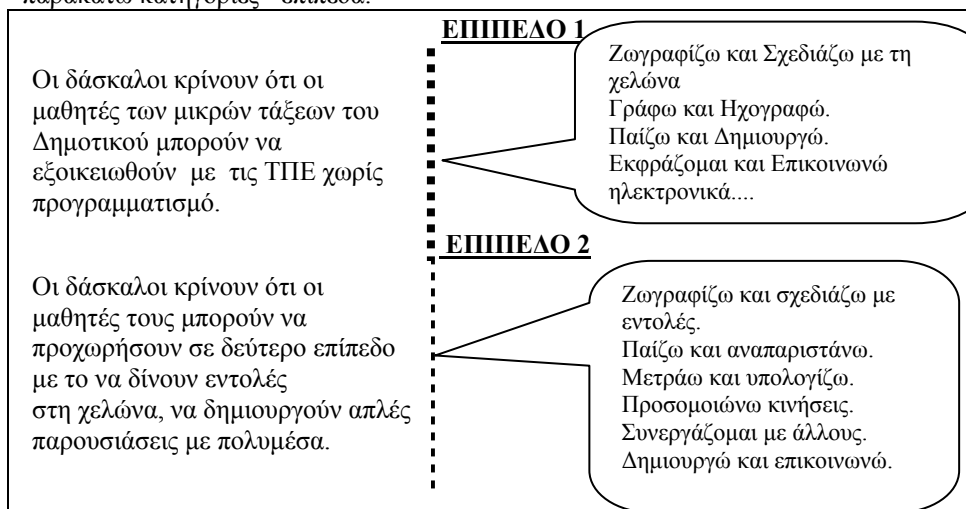 παρακάτω κατηγορίες - επίπεδα:
ΕΠΙΠΕΔΟ 1
Οι δάσκαλοι κρίνουν ότι οι
μαθητές των μικρών τάξεων του
Δημοτικού μπορούν να
εξοικειωθούν με τις ΤΠΕ χωρίς
προγραμματισμό.
Ζωγραφίζω και Σχεδιάζω με τη
χελώνα
Γράφω και Ηχογραφώ.
Παίζω και Δημιουργώ.
Εκφράζομαι και Επικοινωνώ
ηλεκτρονικά....
ΕΠΙΠΕΔΟ 2
Οι δάσκαλοι κρίνουν ότι οι
μαθητές τους μπορούν να
προχωρήσουν σε δεύτερο επίπεδο
με το να δίνουν εντολές
στη χελώνα, να δημιουργούν απλές
παρουσιάσεις με πολυμέσα.
Ζωγραφίζω και σχεδιάζω με
εντολές.
Παίζω και αναπαριστάνω.
Μετράω και υπολογίζω.
Προσομοιώνω κινήσεις.
Συνεργάζομαι με άλλους.
Δημιουργώ και επικοινωνώ.